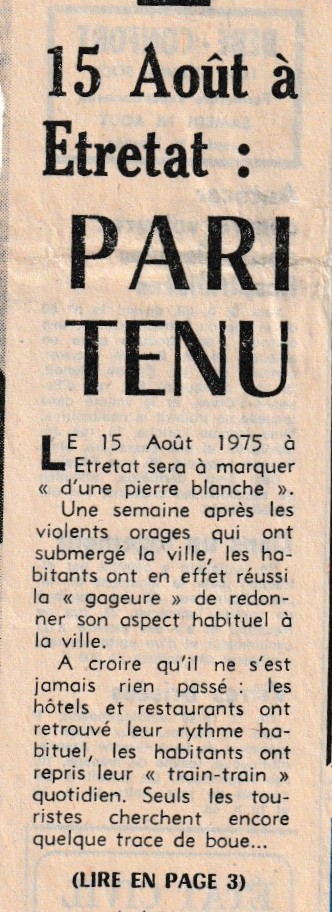 15 Août à
Etretat :
PARI
TENU
LE 15 Août 1975 à
Etretat sera à marquer
« d'une pierre blanche ».
Une semaine après les
violents orages qui ont
submergé la ville, les ha-
bitants ont en effet réussi
la « gageure » de redon-
ner son aspect habituel à
la ville.
A croire qu'il ne s'est
jamais rien passé : les
hôtels et restaurants ont
retrouvé leur rythme ha-
bituel, les habitants ont
repris leur « train-train »
quotidien. Seuls les tou-
ristes cherchent encore
quelque trace de boue...
(LIRE EN PAGE 3)